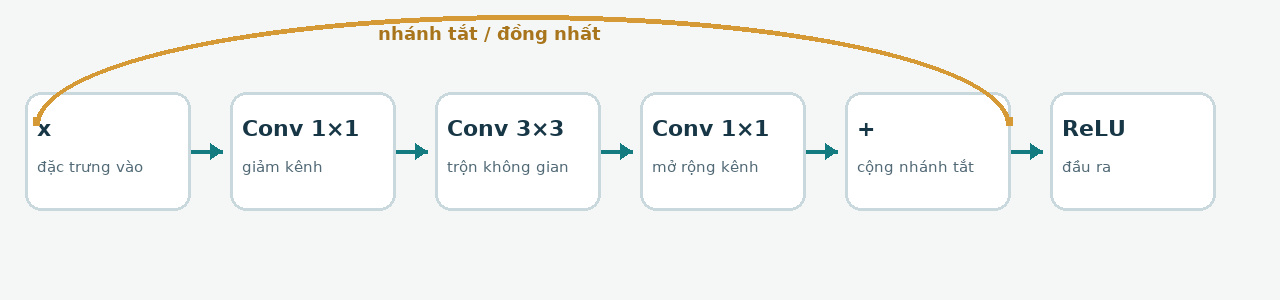 nhánh tắt / đồng nhất
x
đặc trưng vào
Conv 1×1
giảm kênh
Conv 3×3
trộn không gian
Conv 1×1
mở rộng kênh
+
cộng nhánh tắt
ReLU
đầu ra